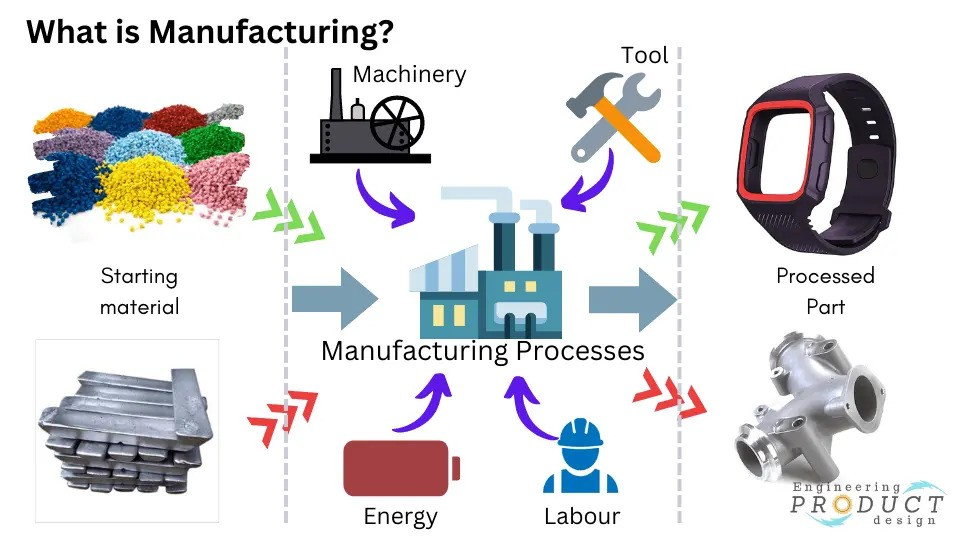 What is Manufacturing?
Machinery
Tool
Starting
material
Manufacturing Processes
Processed
Part
Energy
Labour
Engineering
PRODUCT
design